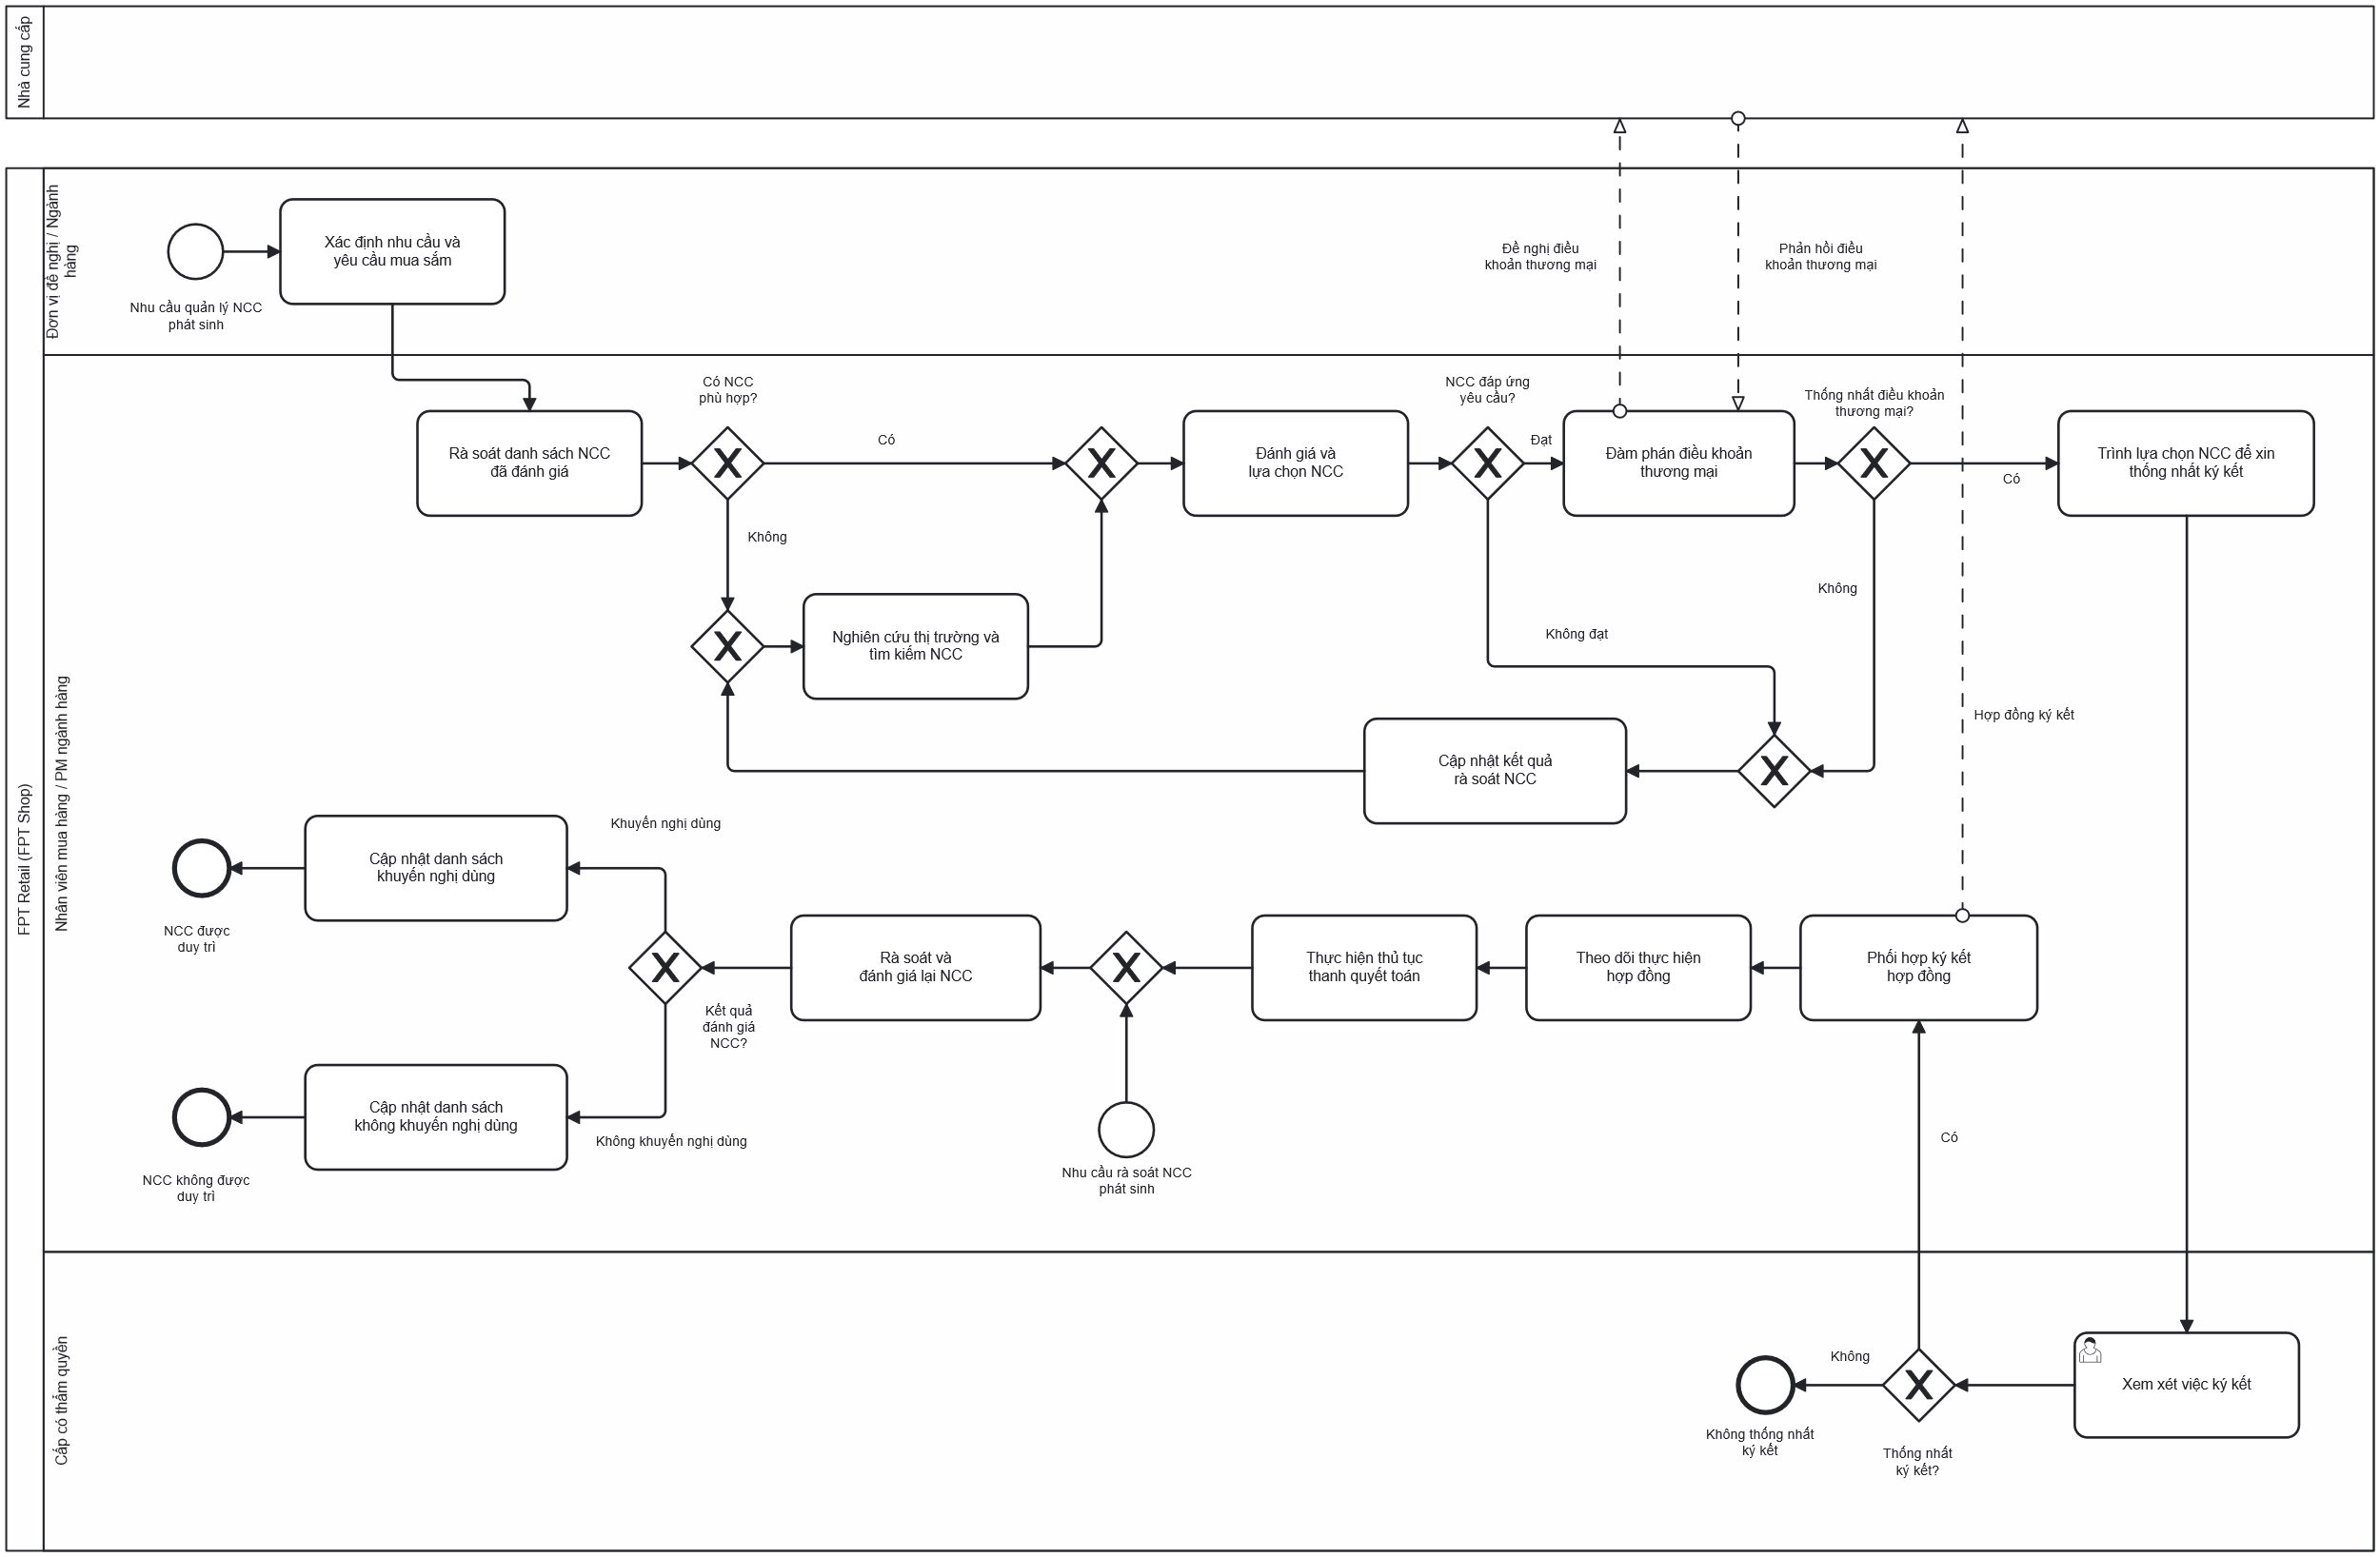 Nhà cung cấp
FPT Retail (FPT Shop)
Đơn vị đề nghị / Ngành
hàng
Nhu cầu quản lý NCC
phát sinh
Xác định nhu cầu và
yêu cầu mua sắm
Đề nghị điều
khoản thương mại
Phản hồi điều
khoản thương mại
Nhân viên mua hàng / PM ngành hàng
Rà soát danh sách NCC
đã đánh giá
Có NCC
phù hợp?
Có
Không
Nghiên cứu thị trường và
tìm kiếm NCC
Đánh giá và
lựa chọn NCC
NCC đáp ứng
yêu cầu?
Đạt
Không đạt
Đàm phán điều khoản
thương mại
Thống nhất điều khoản
thương mại?
Có
Không
Trình lựa chọn NCC để xin
thống nhất ký kết
Cập nhật kết quả
rà soát NCC
Hợp đồng ký kết
Khuyến nghị dùng
Cập nhật danh sách
khuyến nghị dùng
NCC được
duy trì
Kết quả
đánh giá
NCC?
Rà soát và
đánh giá lại NCC
Thực hiện thủ tục
thanh quyết toán
Theo dõi thực hiện
hợp đồng
Phối hợp ký kết
hợp đồng
Cập nhật danh sách
không khuyến nghị dùng
Không khuyến nghị dùng
NCC không được
duy trì
Nhu cầu rà soát NCC
phát sinh
Có
Cấp có thẩm quyền
Không
Không thống nhất
ký kết
Thống nhất
ký kết?
Xem xét việc ký kết